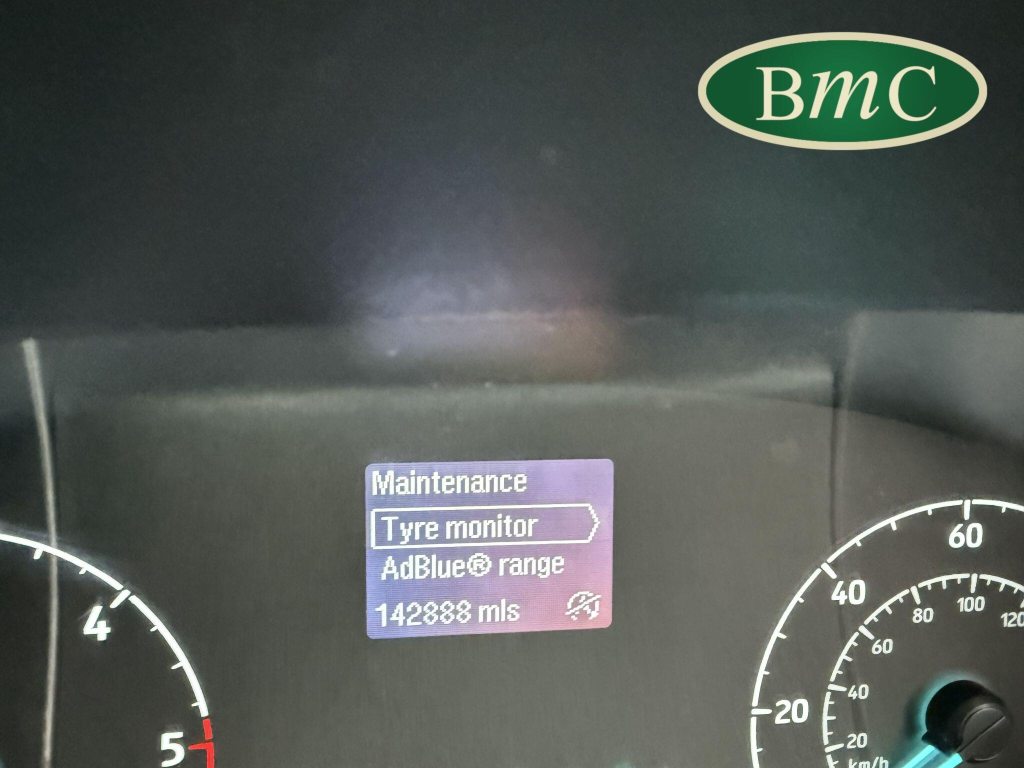 BmC
Maintenance
Tyre monitor
AdBlue® range
142888 mls
4
5
20
40
60
20
40
60
80
100
120
km/h